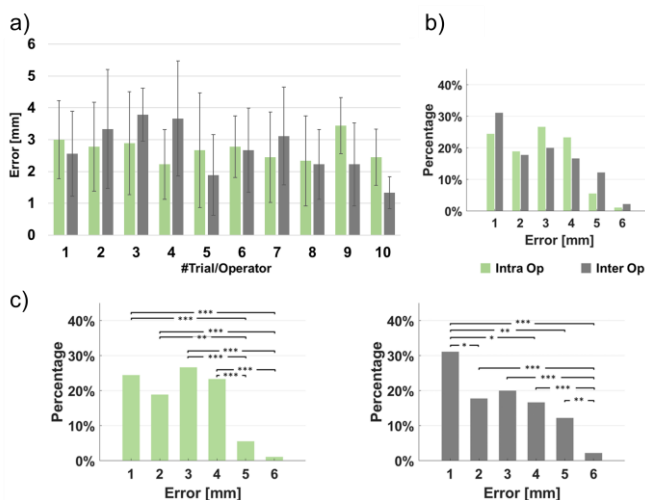 a)
Error [mm]
6
5
4
3
2
1
0
1 2 3 4 5 6 7 8 9 10
#Trial/Operator
b)
Percentage
40%
30%
20%
10%
0%
1 2 3 4 5 6
Error [mm]
Intra Op Inter Op
c)
Percentage
40%
30%
20%
10%
0%
***
***
***
**
***
***
***
***
1 2 3 4 5 6
Error [mm]
Percentage
40%
30%
20%
10%
0%
***
**
*
*
***
***
***
**
1 2 3 4 5 6
Error [mm]